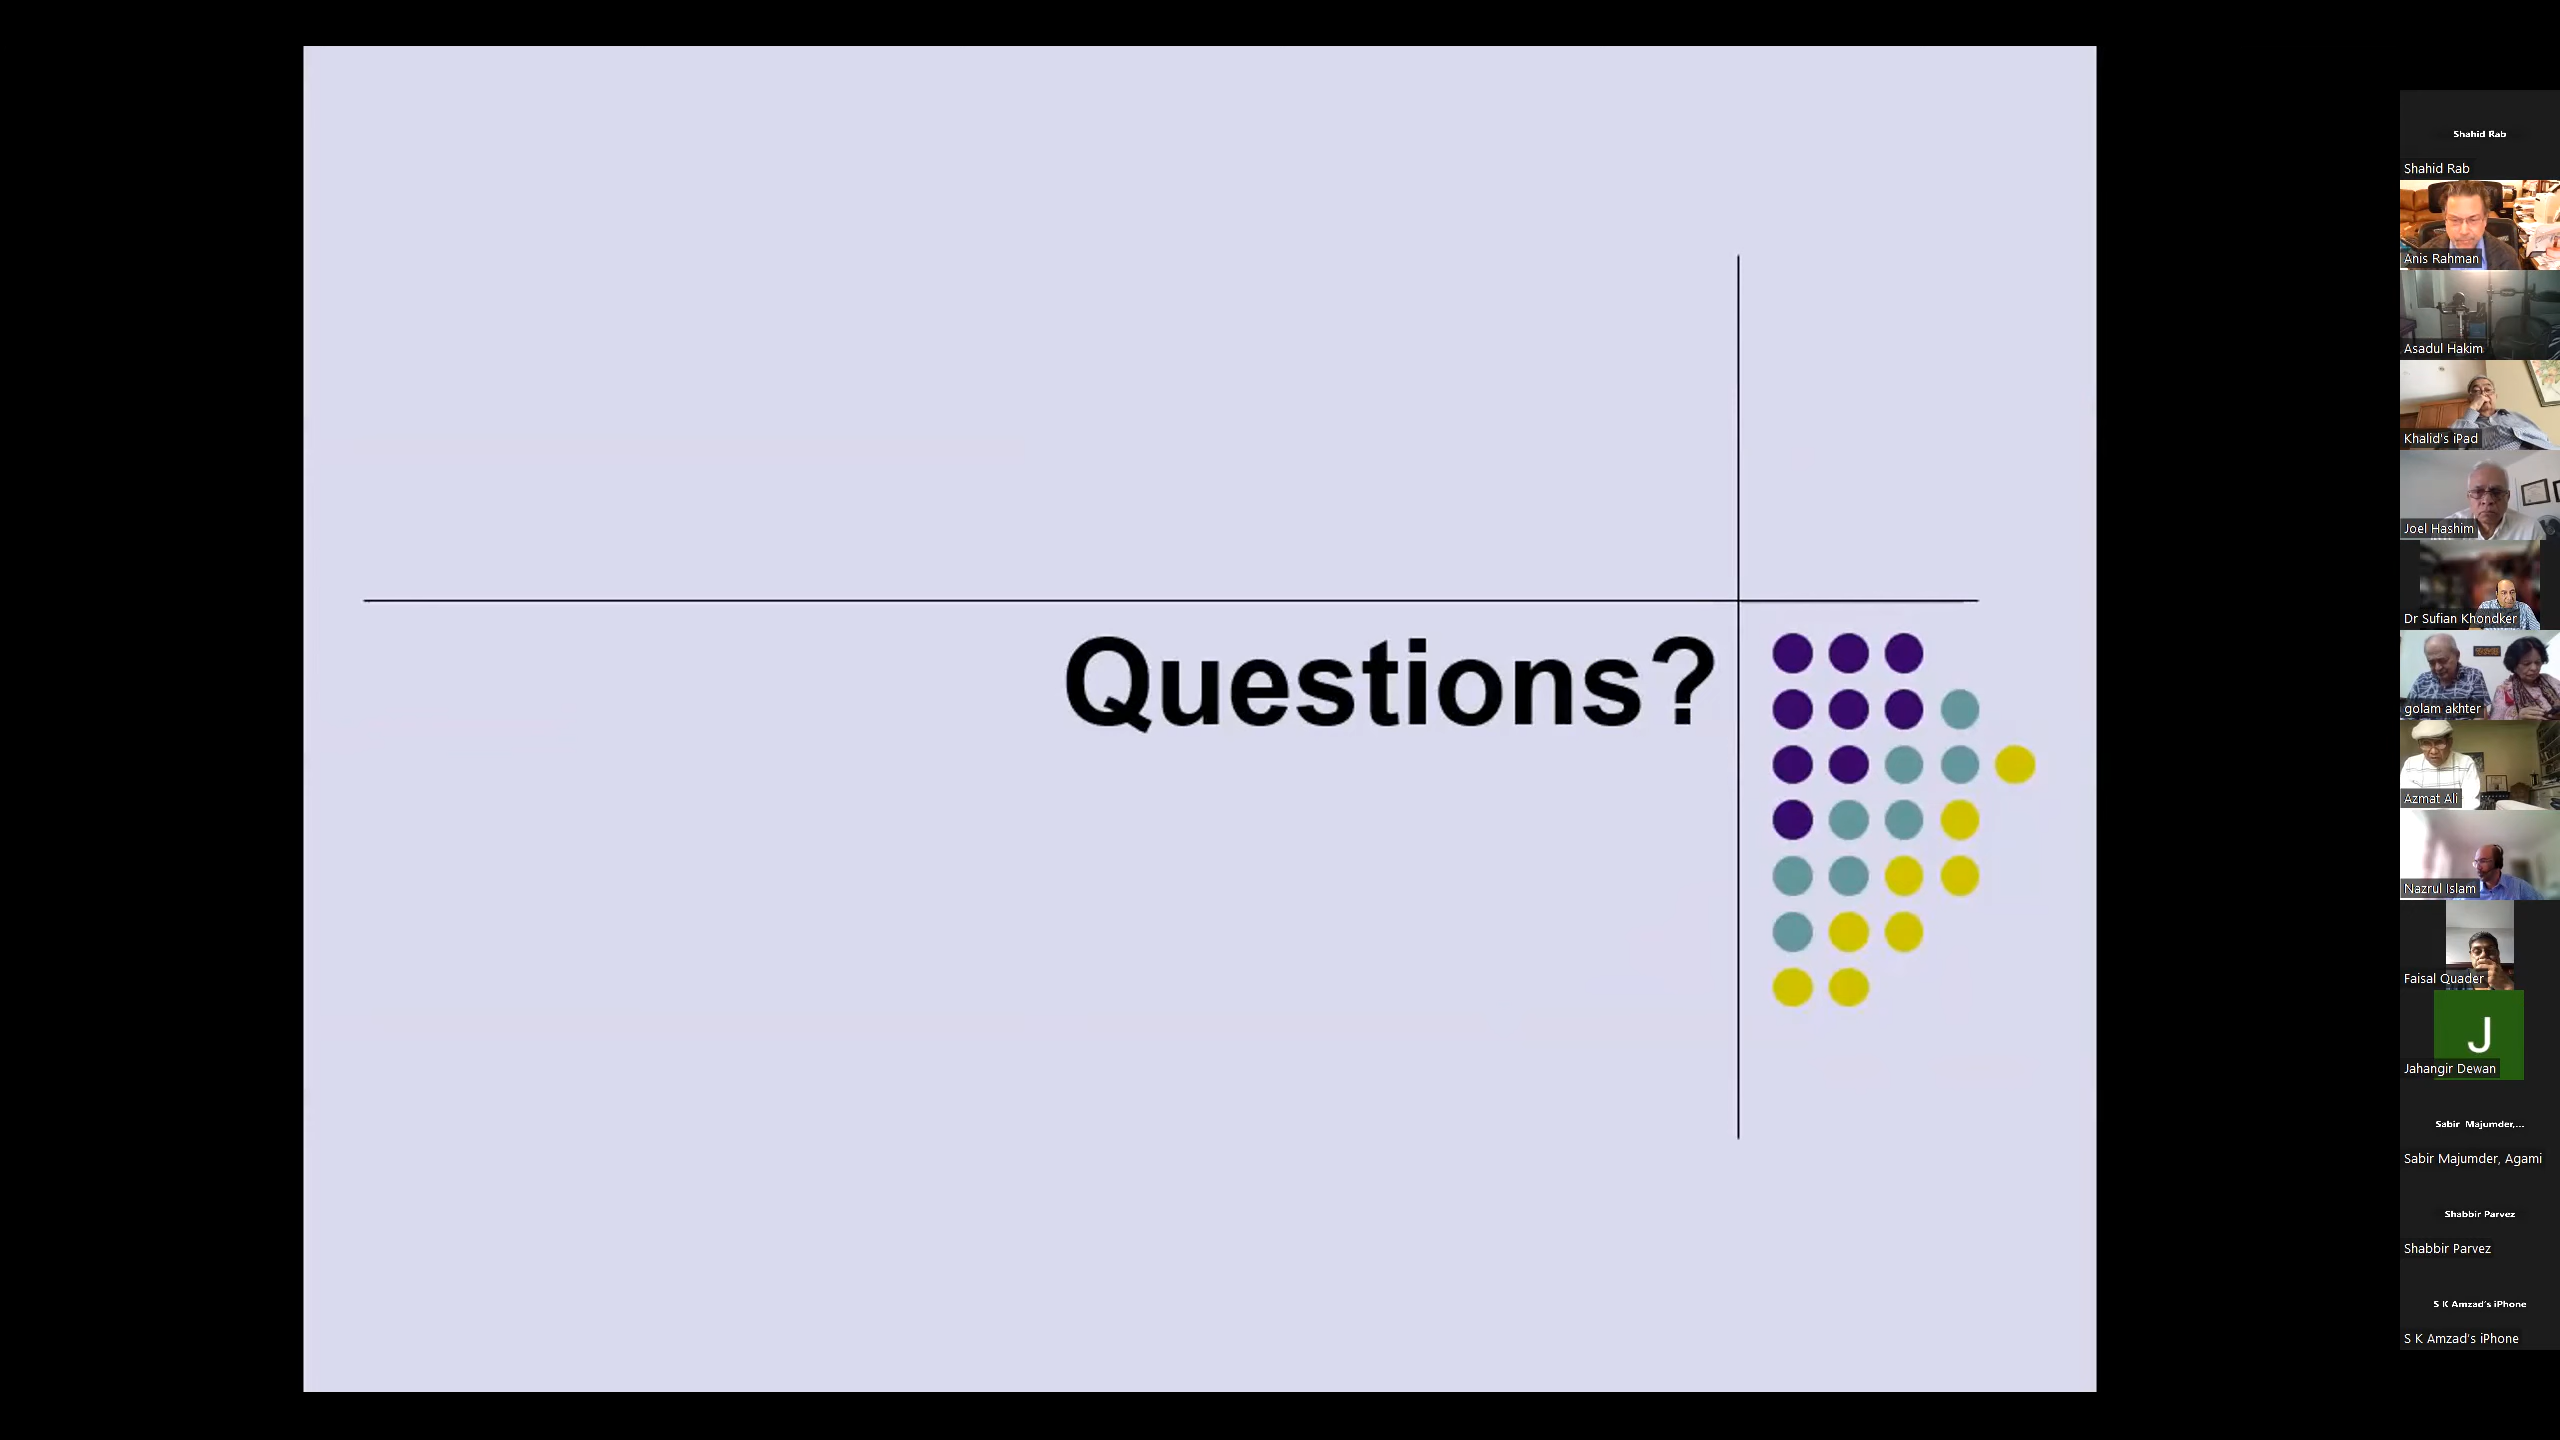 Questions?
Shahid Rab
Shahid Rab
Anis Rahman
Asadul Hakim
Khalid's iPad
Joel Hashim
Dr Sufian Khondker
golam akhter
Azmat Ali
Nazrul Islam
Faisal Quader
J
Jahangir Dewan
Sabir Majumder,...
Sabir Majumder, Agami
Shabbir Parvez
Shabbir Parvez
S K Amzad's iPhone
S K Amzad's iPhone